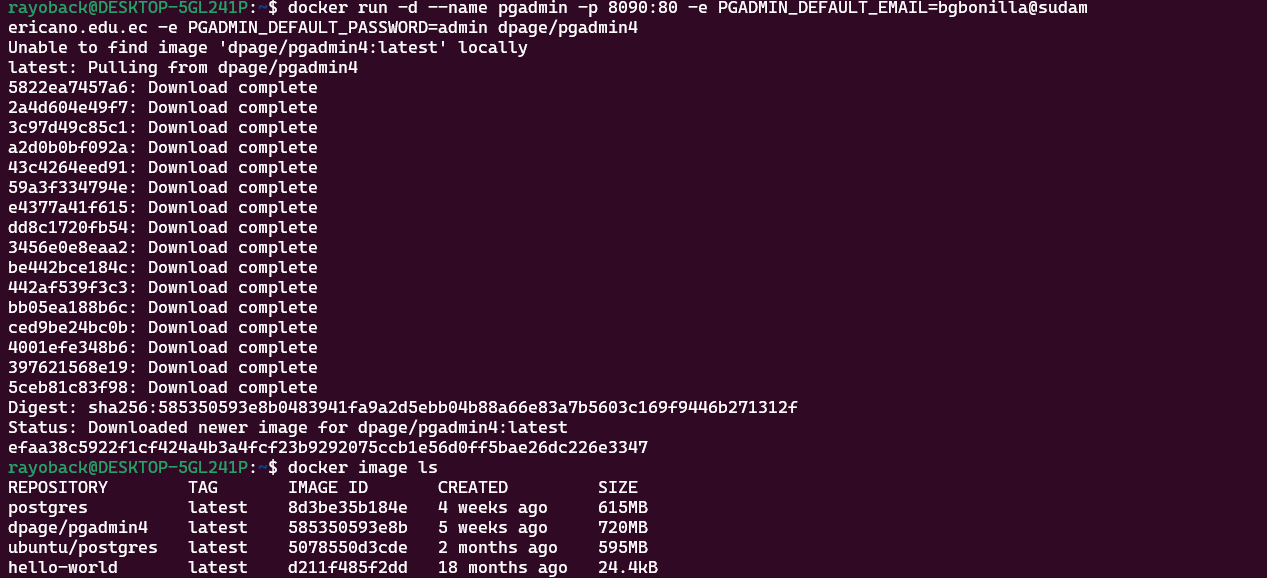 rayoback@DESKTOP-5GL241P:~$ docker run -d --name pgadmin -p 8090:80 -e PGADMIN_DEFAULT_EMAIL=bgbonilla@sudam
ericano.edu.ec -e PGADMIN_DEFAULT_PASSWORD=admin dpage/pgadmin4
Unable to find image 'dpage/pgadmin4:latest' locally
latest: Pulling from dpage/pgadmin4
5822ea7457a6: Download complete
2a4d604e49f7: Download complete
3c97d49c85c1: Download complete
a2d0b0bf092a: Download complete
43c4264eed91: Download complete
59a3f334794e: Download complete
e4377a41f615: Download complete
dd8c1720fb54: Download complete
3456e0e8eaa2: Download complete
be442bce184c: Download complete
442af539f3c3: Download complete
bb05ea188b6c: Download complete
ced9be24bc0b: Download complete
4001efe348b6: Download complete
397621568e19: Download complete
5ceb81c83f98: Download complete
Digest: sha256:585350593e8b0483941fa9a2d5ebb04b88a66e83a7b5603c169f9446b271312f
Status: Downloaded newer image for dpage/pgadmin4:latest
efaa38c5922f1cf424a4b3a4fcf23b9292075ccb1e56d0ff5bae26dc226e3347
rayoback@DESKTOP-5GL241P:~$ docker image ls
REPOSITORY        TAG       IMAGE ID       CREATED         SIZE
postgres          latest    8d3be35b184e   4 weeks ago     615MB
dpage/pgadmin4    latest    585350593e8b   5 weeks ago     720MB
ubuntu/postgres   latest    5078550d3cde   2 months ago    595MB
hello-world       latest    d211f485f2dd   18 months ago   24.4kB